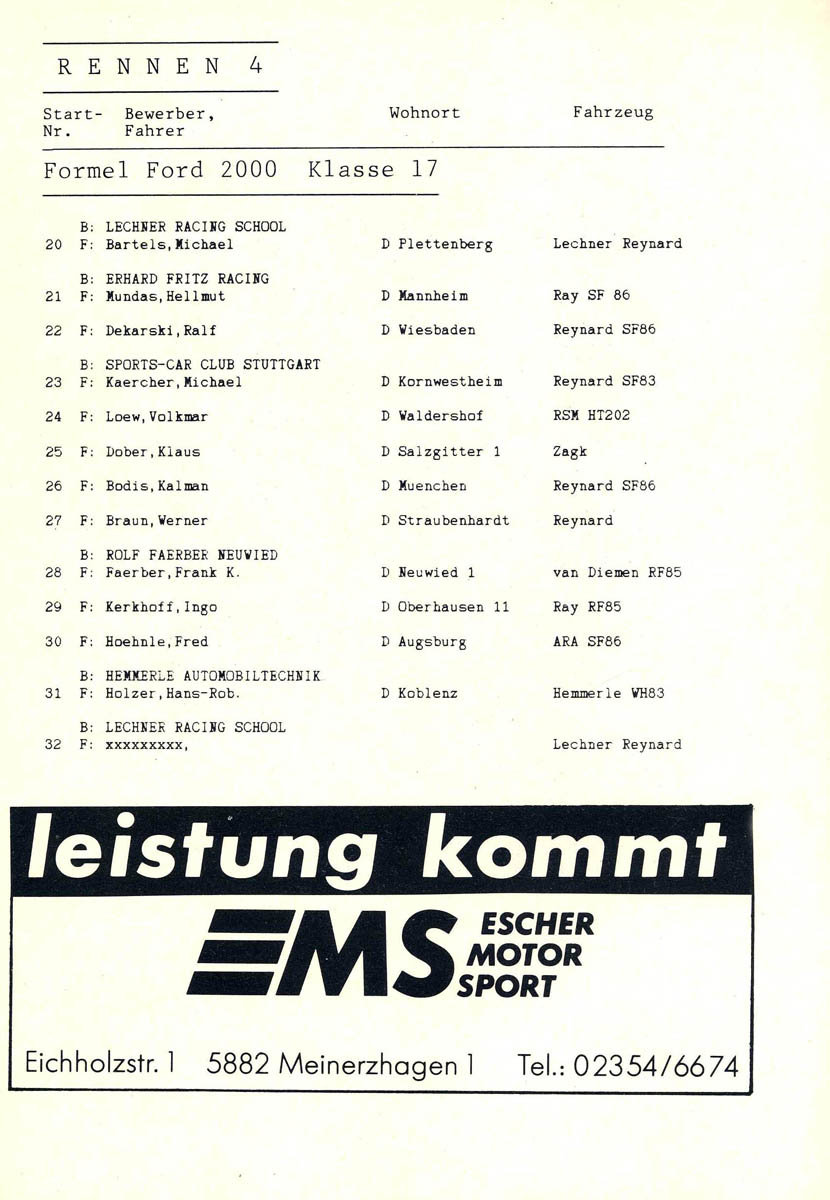 RENNEN 4
Start- Bewerber, Wohnort Fahrzeug
Nr. Fahrer
Formel Ford 2000 Klasse 17
B: LECHNER RACING SCHOOL
20 F: Bartels,Michael D Plettenberg Lechner Reynard
B: ERHARD FRITZ RACING
21 F: Mundas,Hellmut D Mannheim Ray SF 86
22 F: Dekarski,Ralf D Wiesbaden Reynard SF86
B: SPORTS-CAR CLUB STUTTGART
23 F: Kaercher,Michael D Kornwestheim Reynard SF83
24 F: Loew,Volkmar D Waldershof RSM HT202
25 F: Dober,Klaus D Salzgitter 1 Zagk
26 F: Bodis,Kalman D Muenchen Reynard SF86
27 F: Braun,Werner D Straubenhardt Reynard
B: ROLF FAERBER NEUWIED
28 F: Faerber,Frank K. D Neuwied 1 van Diemen RF85
29 F: Kerkhoff,Ingo D Oberhausen 11 Ray RF85
30 F: Hoehnle,Fred D Augsburg ARA SF86
B: HEMMERLE AUTOMOBILTECHNIK
31 F: Holzer,Hans-Rob. D Koblenz Hemmerle WH83
B: LECHNER RACING SCHOOL
32 F: xxxxxxxxx, Lechner Reynard
leistung kommt
EMS ESCHER
MOTOR
SPORT
Eichholzstr. 1 5882 Meinerzhagen 1 Tel.: 02354/6674